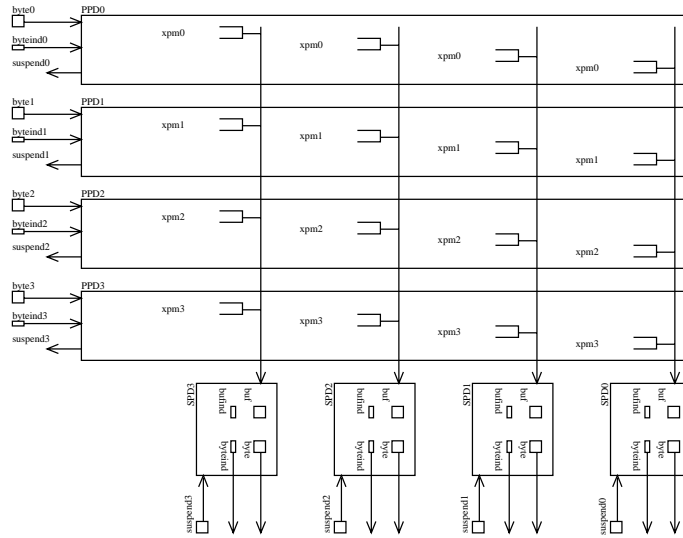 byte0
PPD0
xpm0
xpm0
xpm0
xpm0
byteind0
suspend0
byte1
PPD1
xpm1
xpm1
xpm1
xpm1
byteind1
suspend1
byte2
PPD2
xpm2
xpm2
xpm2
xpm2
byteind2
suspend2
byte3
PPD3
xpm3
xpm3
xpm3
xpm3
byteind3
suspend3
SPD3
bufind
buf
byteind
byte
suspend3
SPD2
bufind
buf
byteind
byte
suspend2
SPD1
bufind
buf
byteind
byte
suspend1
SPD0
bufind
buf
byteind
byte
suspend0